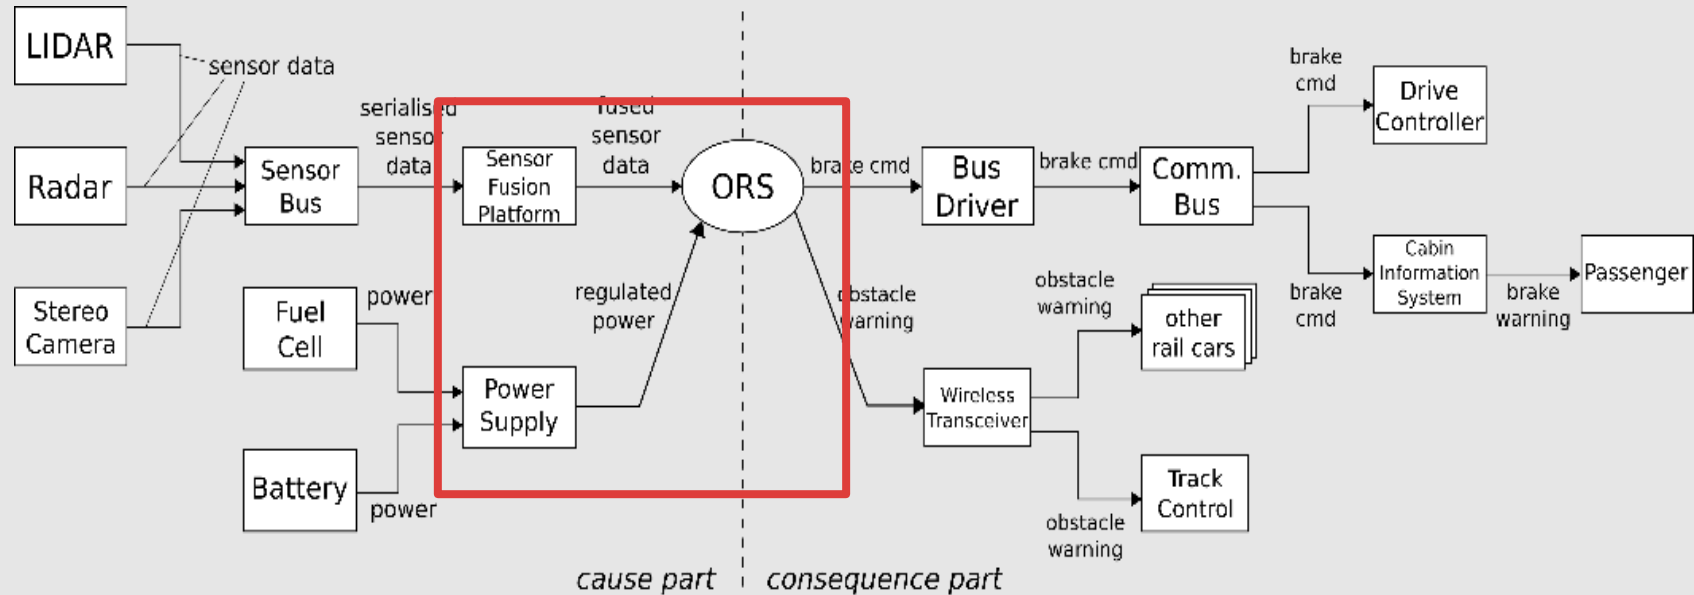 LIDAR
sensor data
Radar
Stereo
Camera
Sensor
Bus
serialised
sensor
data
Sensor
Fusion
Platform
fused
sensor
data
ORS
Fuel
Cell
power
Battery
power
Power
Supply
regulated
power
brake cmd
Bus
Driver
brake cmd
Comm.
Bus
brake
cmd
Drive
Controller
brake
cmd
Cabin
Information
System
brake
warning
Passenger
obstacle
warning
Wireless
Transceiver
obstacle
warning
other
rail cars
obstacle
warning
Track
Control
cause part
consequence part